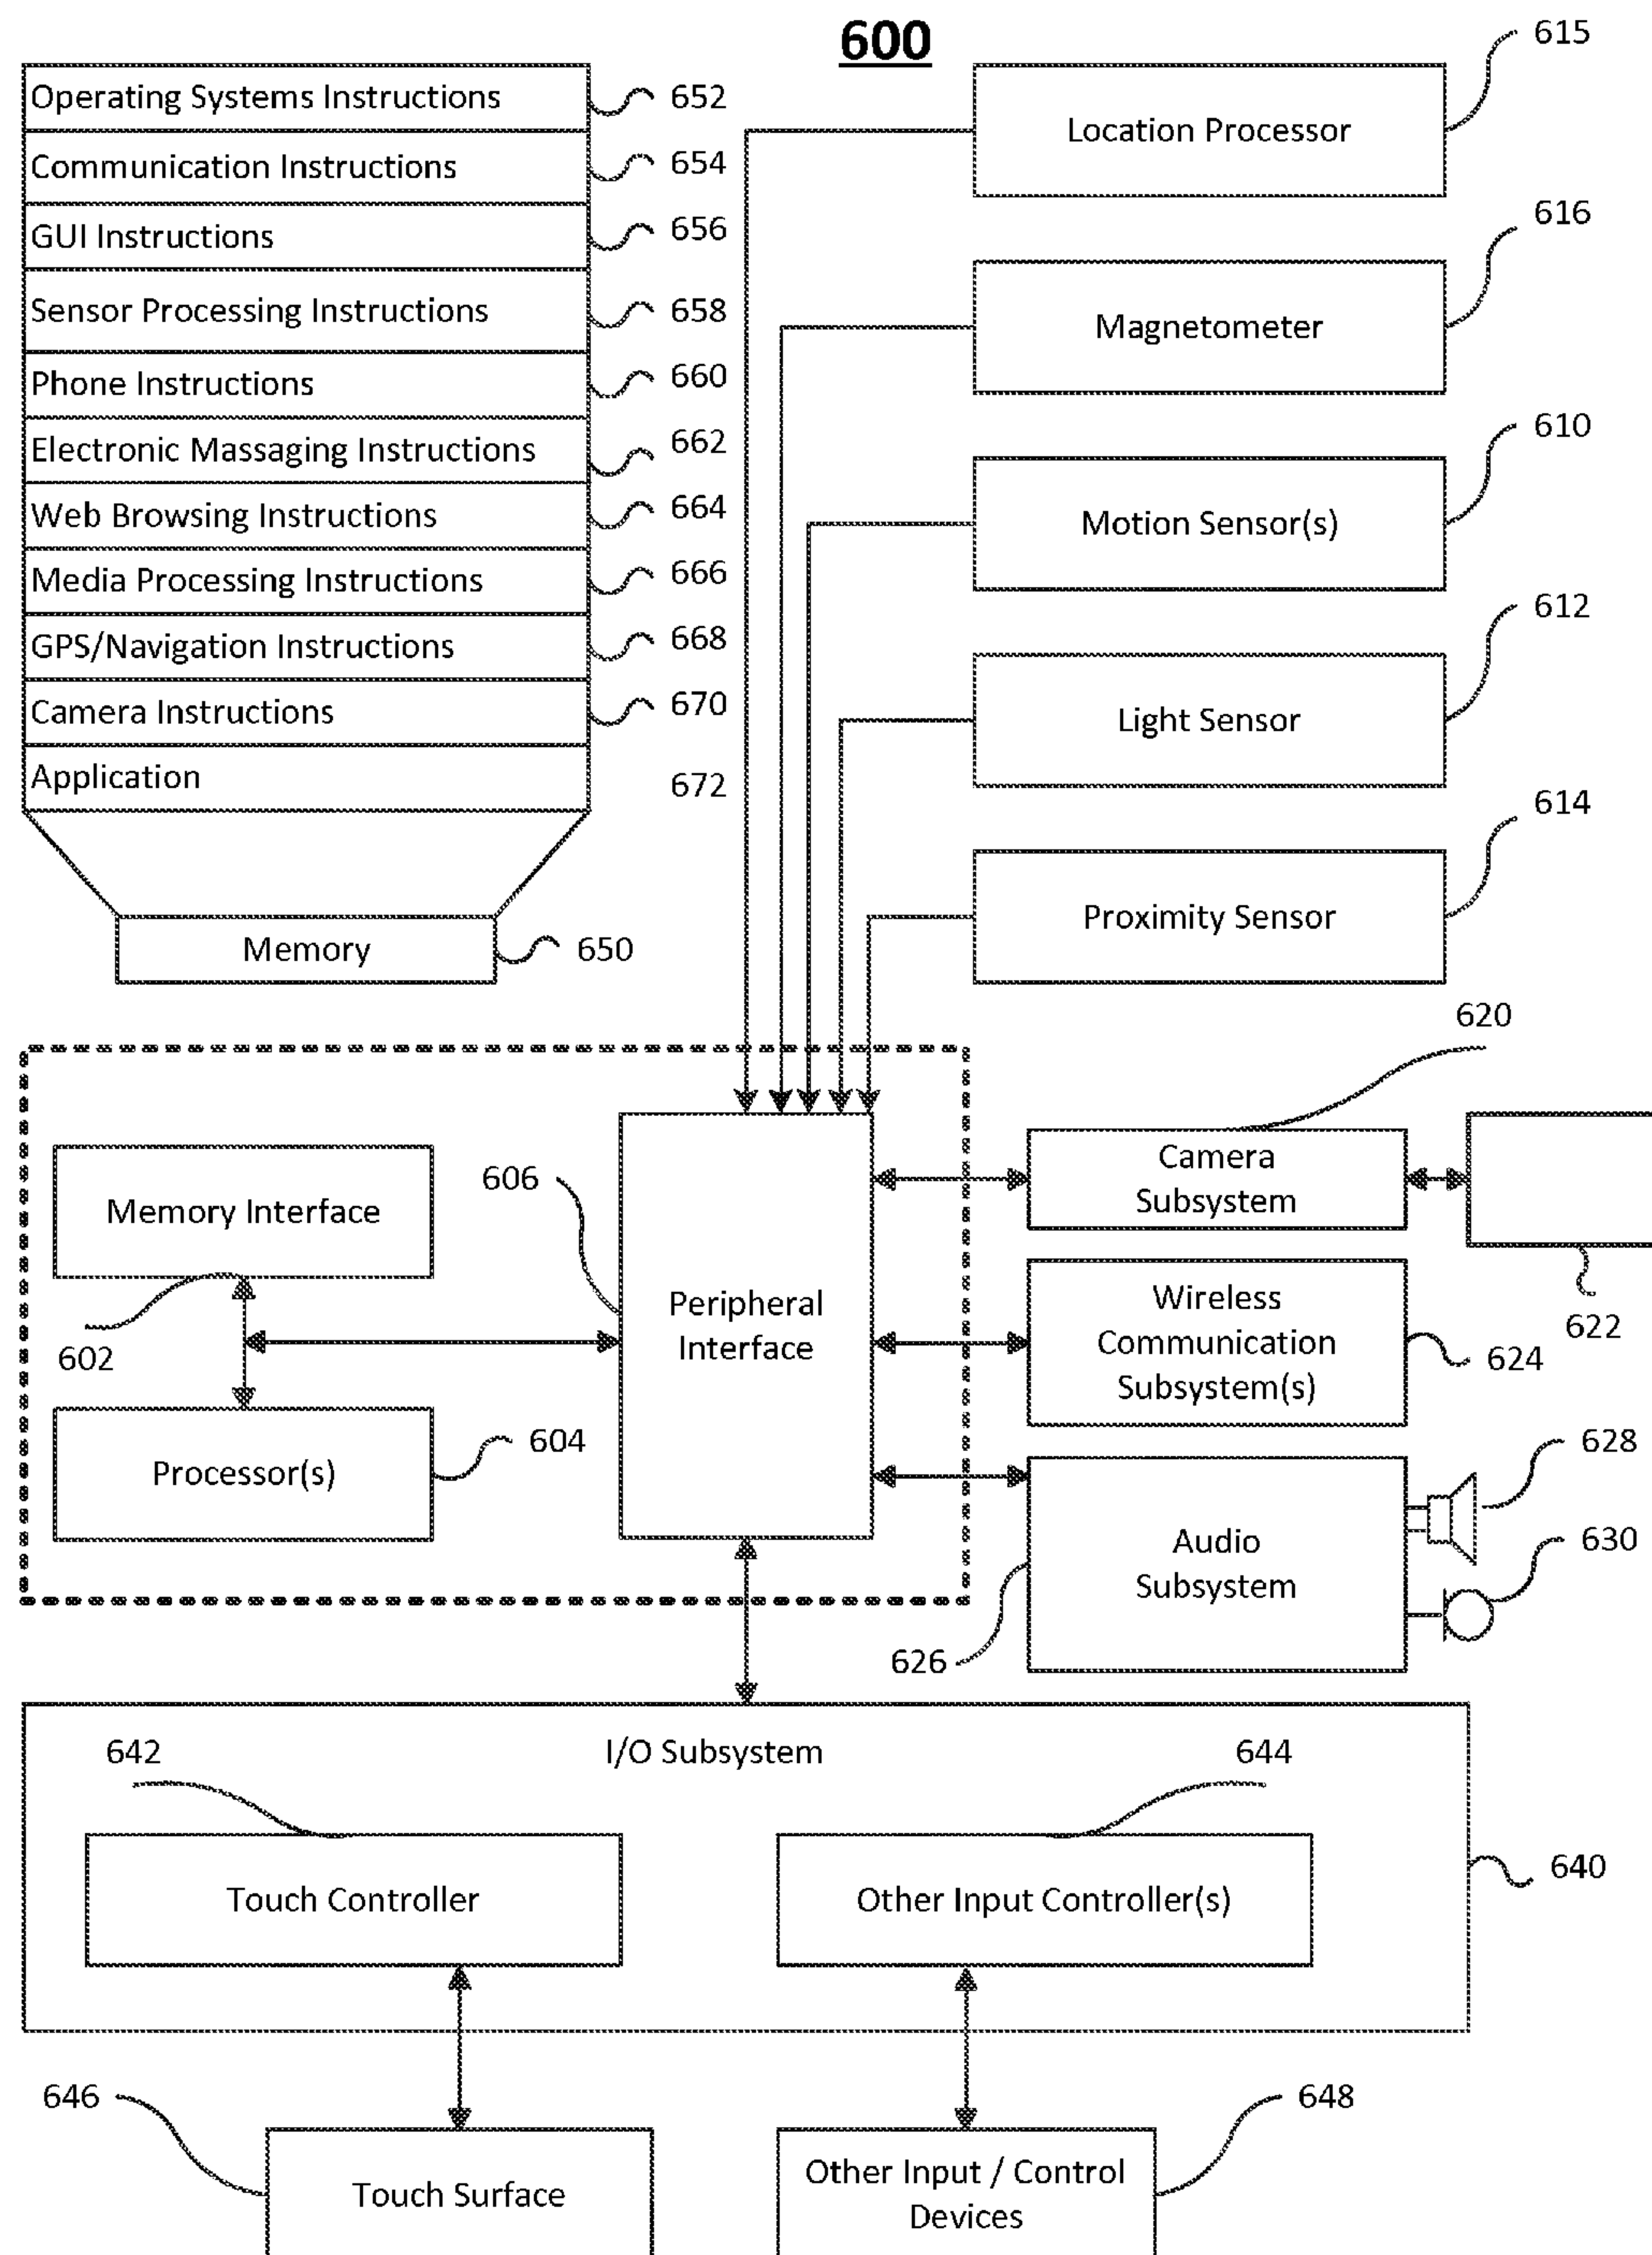 600
Operating Systems Instructions 652
Communication Instructions 654
GUI Instructions 656
Sensor Processing Instructions 658
Phone Instructions 660
Electronic Massaging Instructions 662
Web Browsing Instructions 664
Media Processing Instructions 666
GPS/Navigation Instructions 668
Camera Instructions 670
Application 672
Memory 650
615
Location Processor
616
Magnetometer
610
Motion Sensor(s)
612
Light Sensor
614
Proximity Sensor
620
Camera
Subsystem
622
Memory Interface
602
606
Peripheral
Interface
Wireless
Communication
Subsystem(s)
624
Processor(s)
604
628
630
Audio
Subsystem
626
I/O Subsystem
642
644
640
Touch Controller
Other Input Controller(s)
646
648
Touch Surface
Other Input / Control
Devices